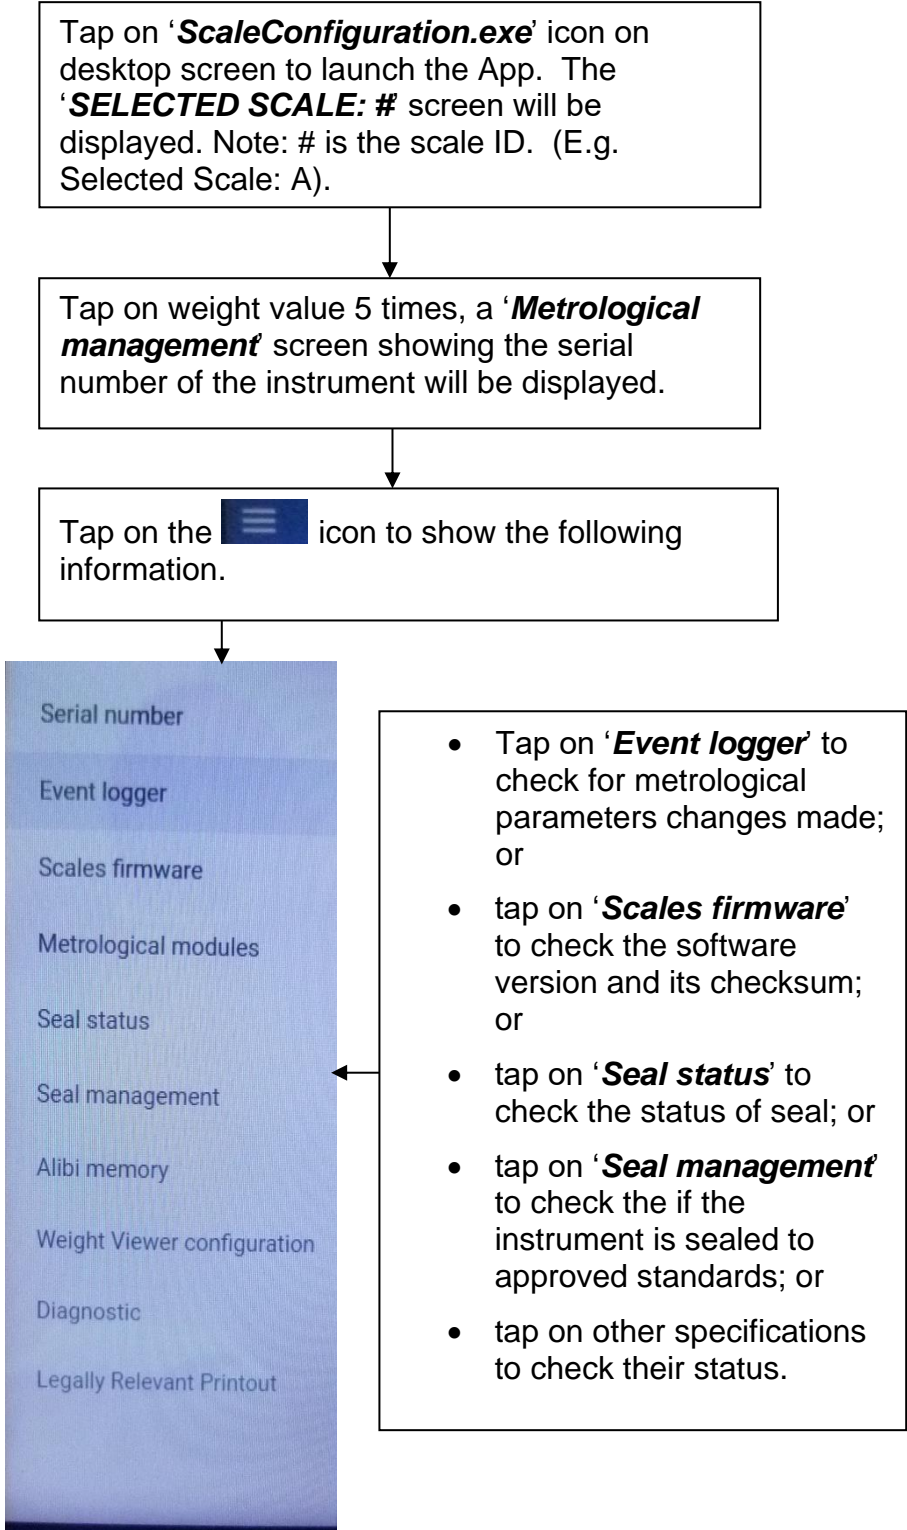 Tap on ‘ScaleConfiguration.exe’ icon on
desktop screen to launch the App. The
‘SELECTED SCALE: #’ screen will be
displayed. Note: # is the scale ID. (E.g.
Selected Scale: A).
Tap on weight value 5 times, a ‘Metrological
management’ screen showing the serial
number of the instrument will be displayed.
Tap on the icon to show the following
information.
Serial number
Event logger
Scales firmware
Metrological modules
Seal status
Seal management
Alibi memory
Weight Viewer configuration
Diagnostic
Legally Relevant Printout
• Tap on ‘Event logger’ to
check for metrological
parameters changes made;
or
• tap on ‘Scales firmware’
to check the software
version and its checksum;
or
• tap on ‘Seal status’ to
check the status of seal; or
• tap on ‘Seal management’
to check the if the
instrument is sealed to
approved standards; or
• tap on other specifications
to check their status.